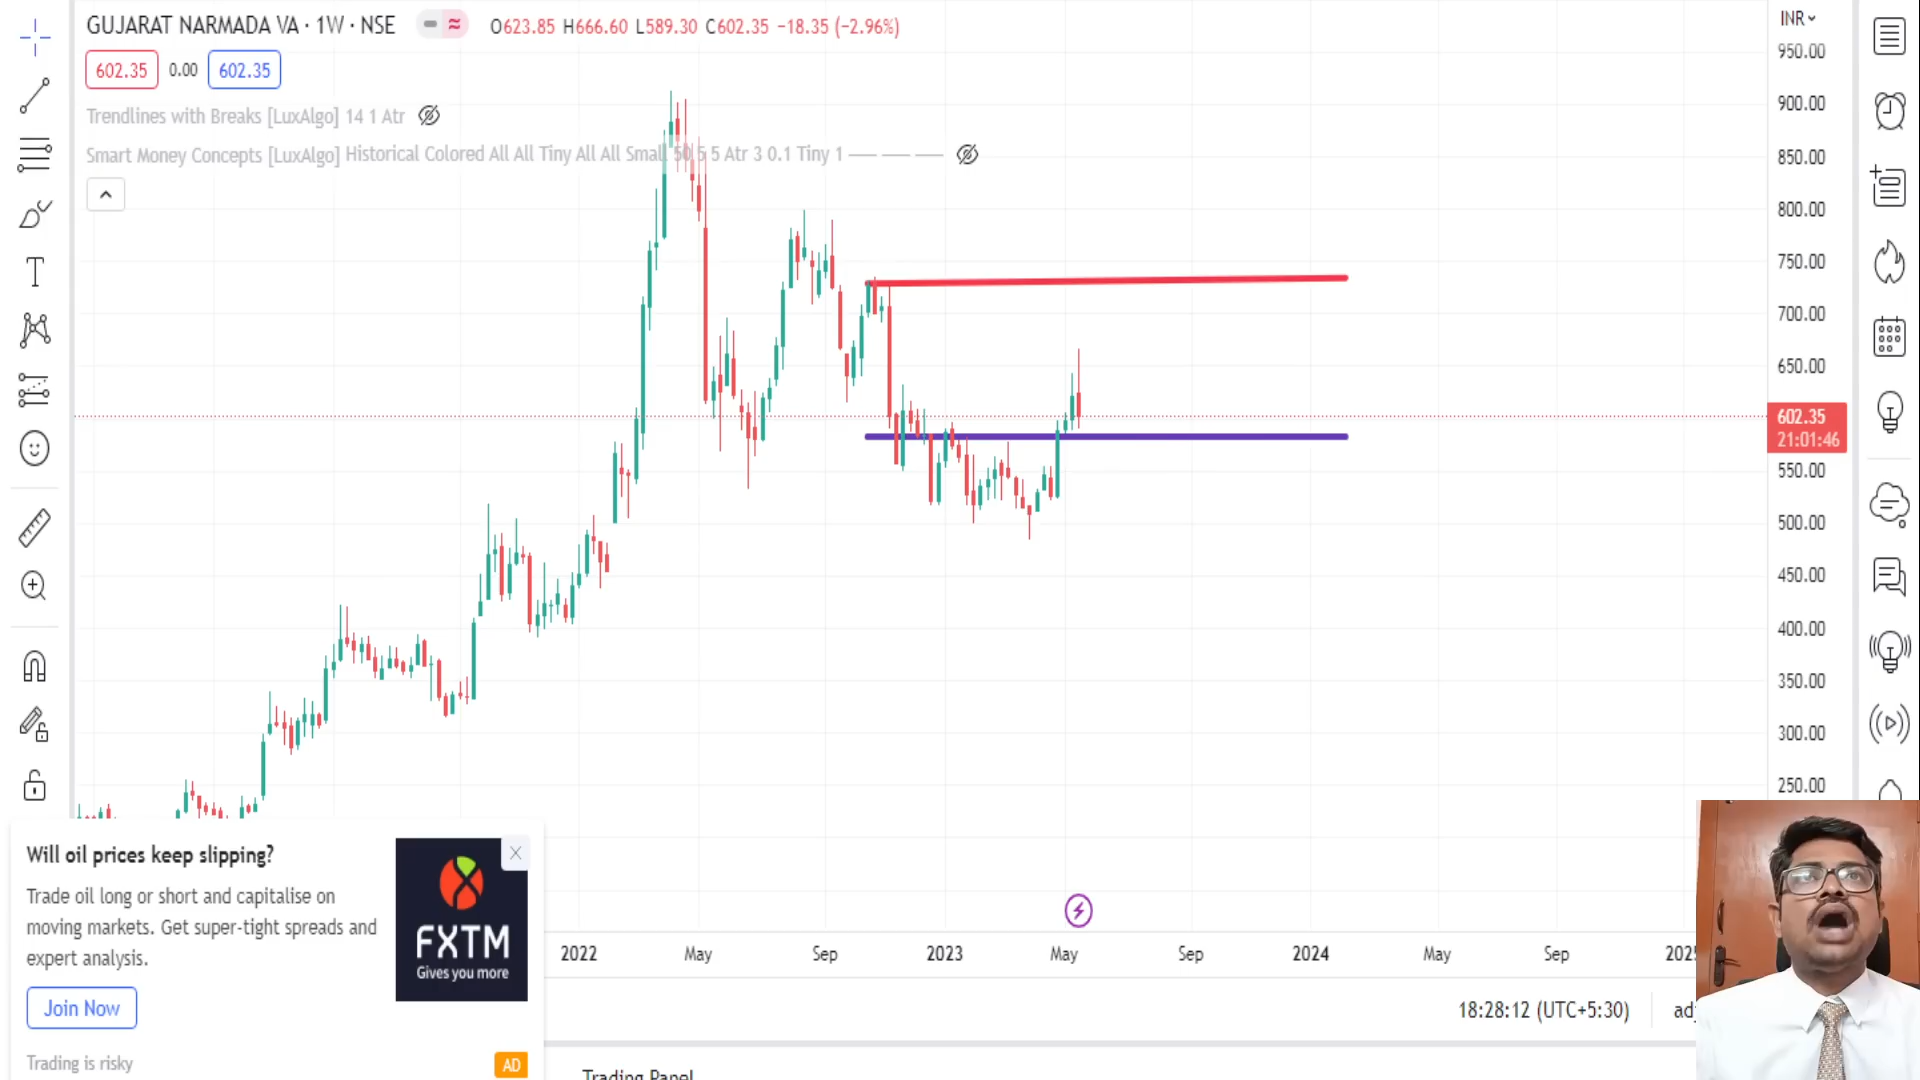 GUJARAT NARMADA VA · 1W · NSE
O623.85 H666.60 L589.30 C602.35 −18.35 (−2.96%)
602.35 0.00 602.35
Trendlines with Breaks [LuxAlgo] 14 1 Atr
Smart Money Concepts [LuxAlgo] Historical Colored All All Tiny All All Small 50 5 5 Atr 3 0.1 Tiny 1
INR
950.00
900.00
850.00
800.00
750.00
700.00
650.00
602.35
21:01:46
550.00
500.00
450.00
400.00
350.00
300.00
250.00
Will oil prices keep slipping?
Trade oil long or short and capitalise on
moving markets. Get super-tight spreads and
expert analysis.
Join Now
Trading is risky
AD
FXTM
Gives you more
2022 May Sep 2023 May Sep 2024 May Sep
18:28:12 (UTC+5:30)
Trading Panel